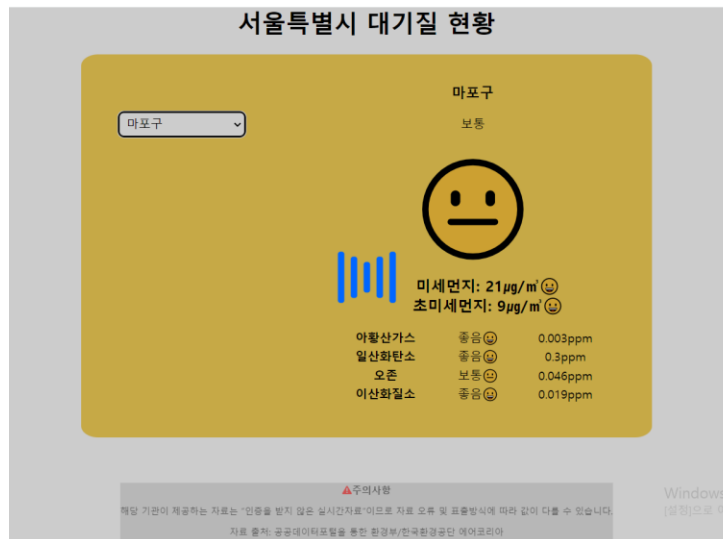 서울특별시 대기질 현황
마포구
마포구
보통
미세먼지: 21㎍/㎥
초미세먼지: 9㎍/㎥
아황산가스 좋음 0.003ppm
일산화탄소 좋음 0.3ppm
오존 보통 0.046ppm
이산화질소 좋음 0.019ppm
주의사항
해당 기관이 제공하는 자료는 "인증을 받지 않은 실시간자료"이므로 자료 오류 및 표출방식에 따라 값이 다를 수 있습니다.
자료 출처: 공공데이터포털을 통한 환경부/한국환경공단 에어코리아
Windows
[설정]으로 이